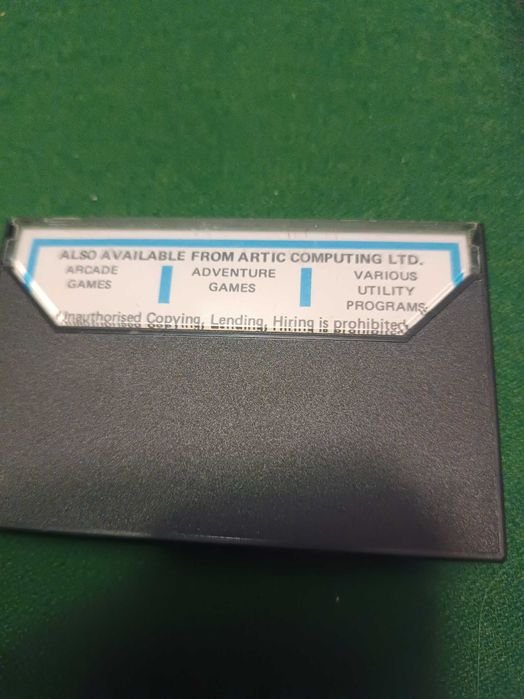 ALSO AVAILABLE FROM ARTIC COMPUTING LTD.
ARCADE GAMES
ADVENTURE GAMES
VARIOUS UTILITY PROGRAMS
Unauthorised Copying, Lending, Hiring is prohibited.